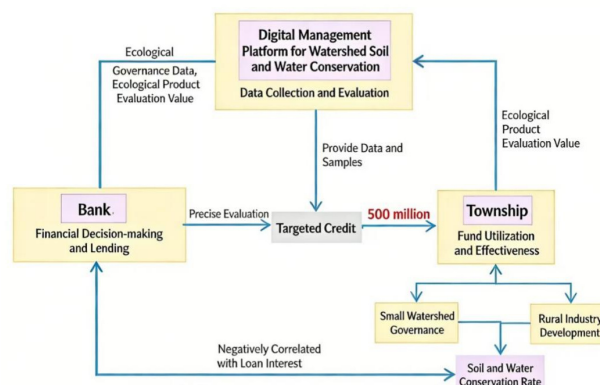 Digital Management
Platform for Watershed Soil
and Water Conservation
Data Collection and Evaluation
Ecological
Governance Data,
Ecological Product
Evaluation Value
Ecological
Product
Evaluation Value
Provide Data and
Samples
Bank.
Financial Decision-making
and Lending
Precise Evaluation
Targeted Credit
500 million
Township
Fund Utilization
and Effectiveness
Small Watershed
Governance
Rural Industry
Development
Negatively Correlated
with Loan Interest
Soil and Water
Conservation Rate